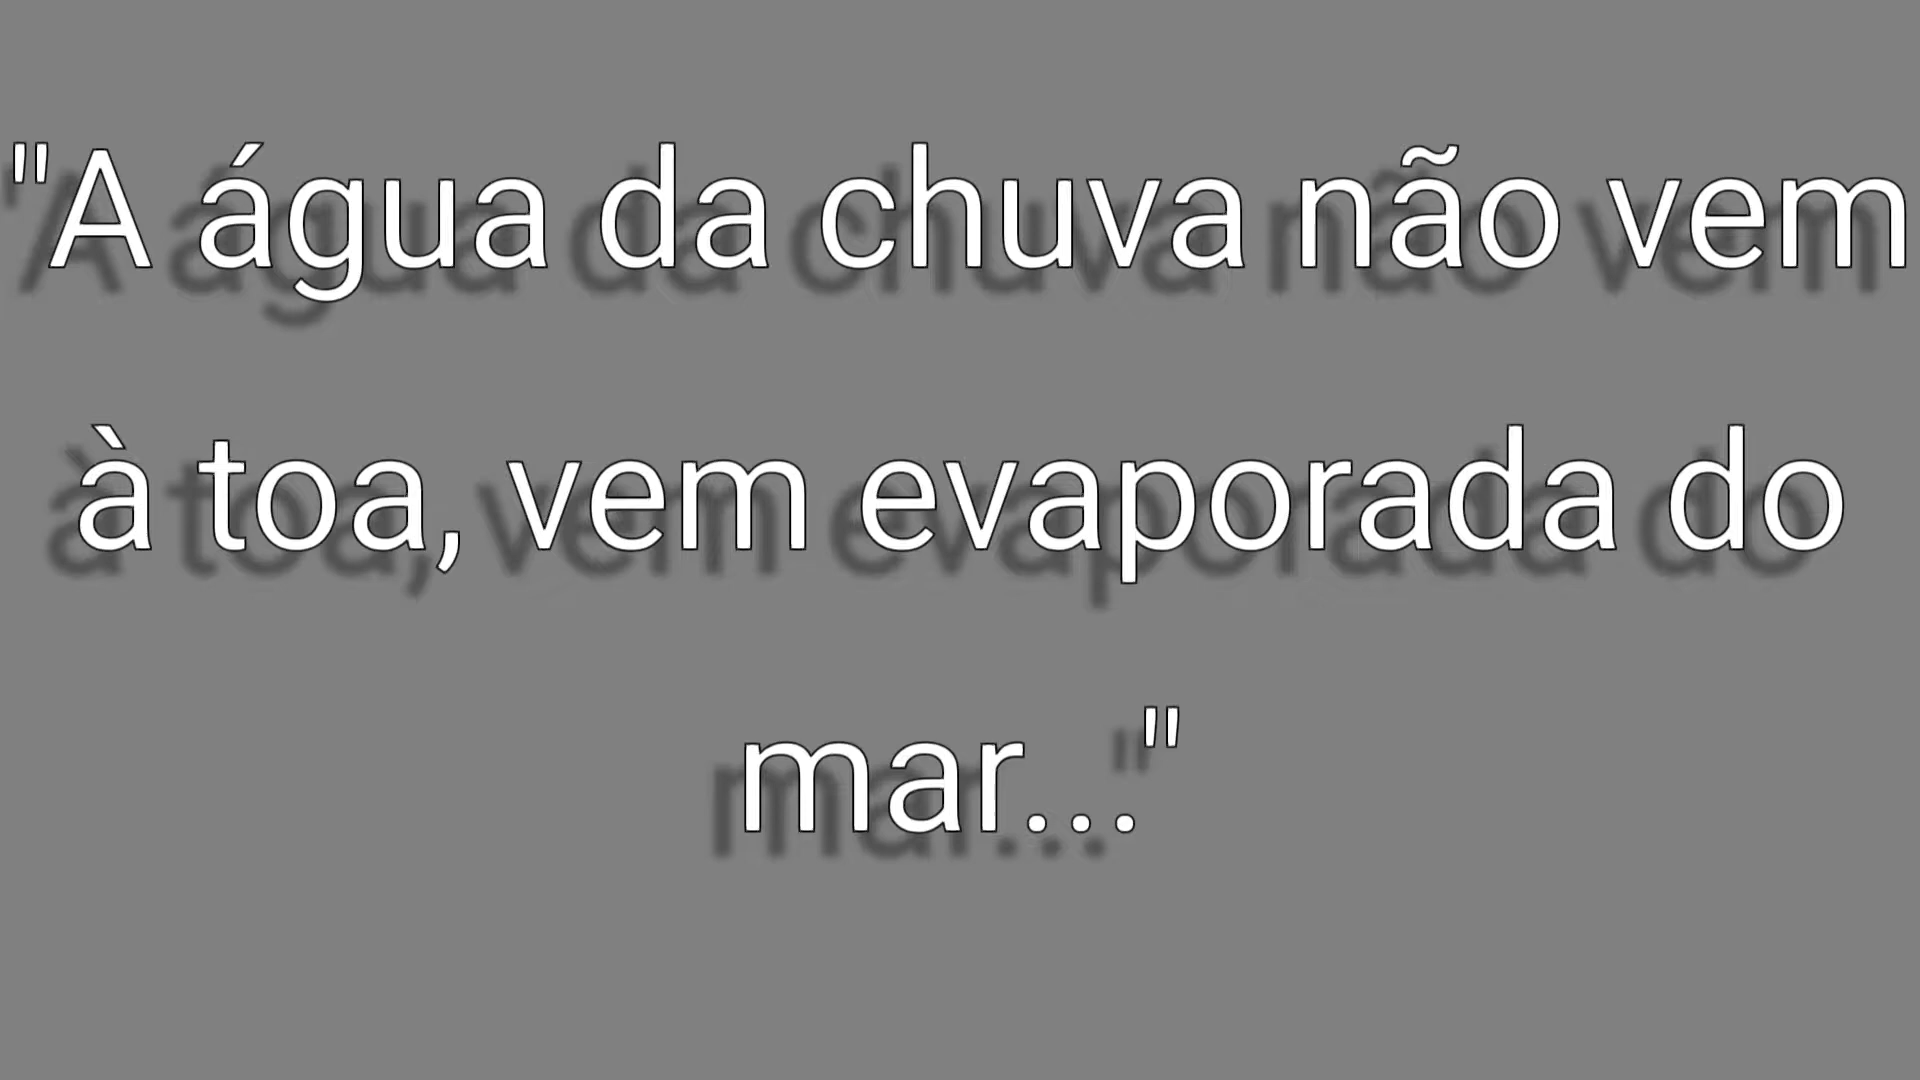 "A água da chuva não vem
à toa, vem evaporada do
mar..."